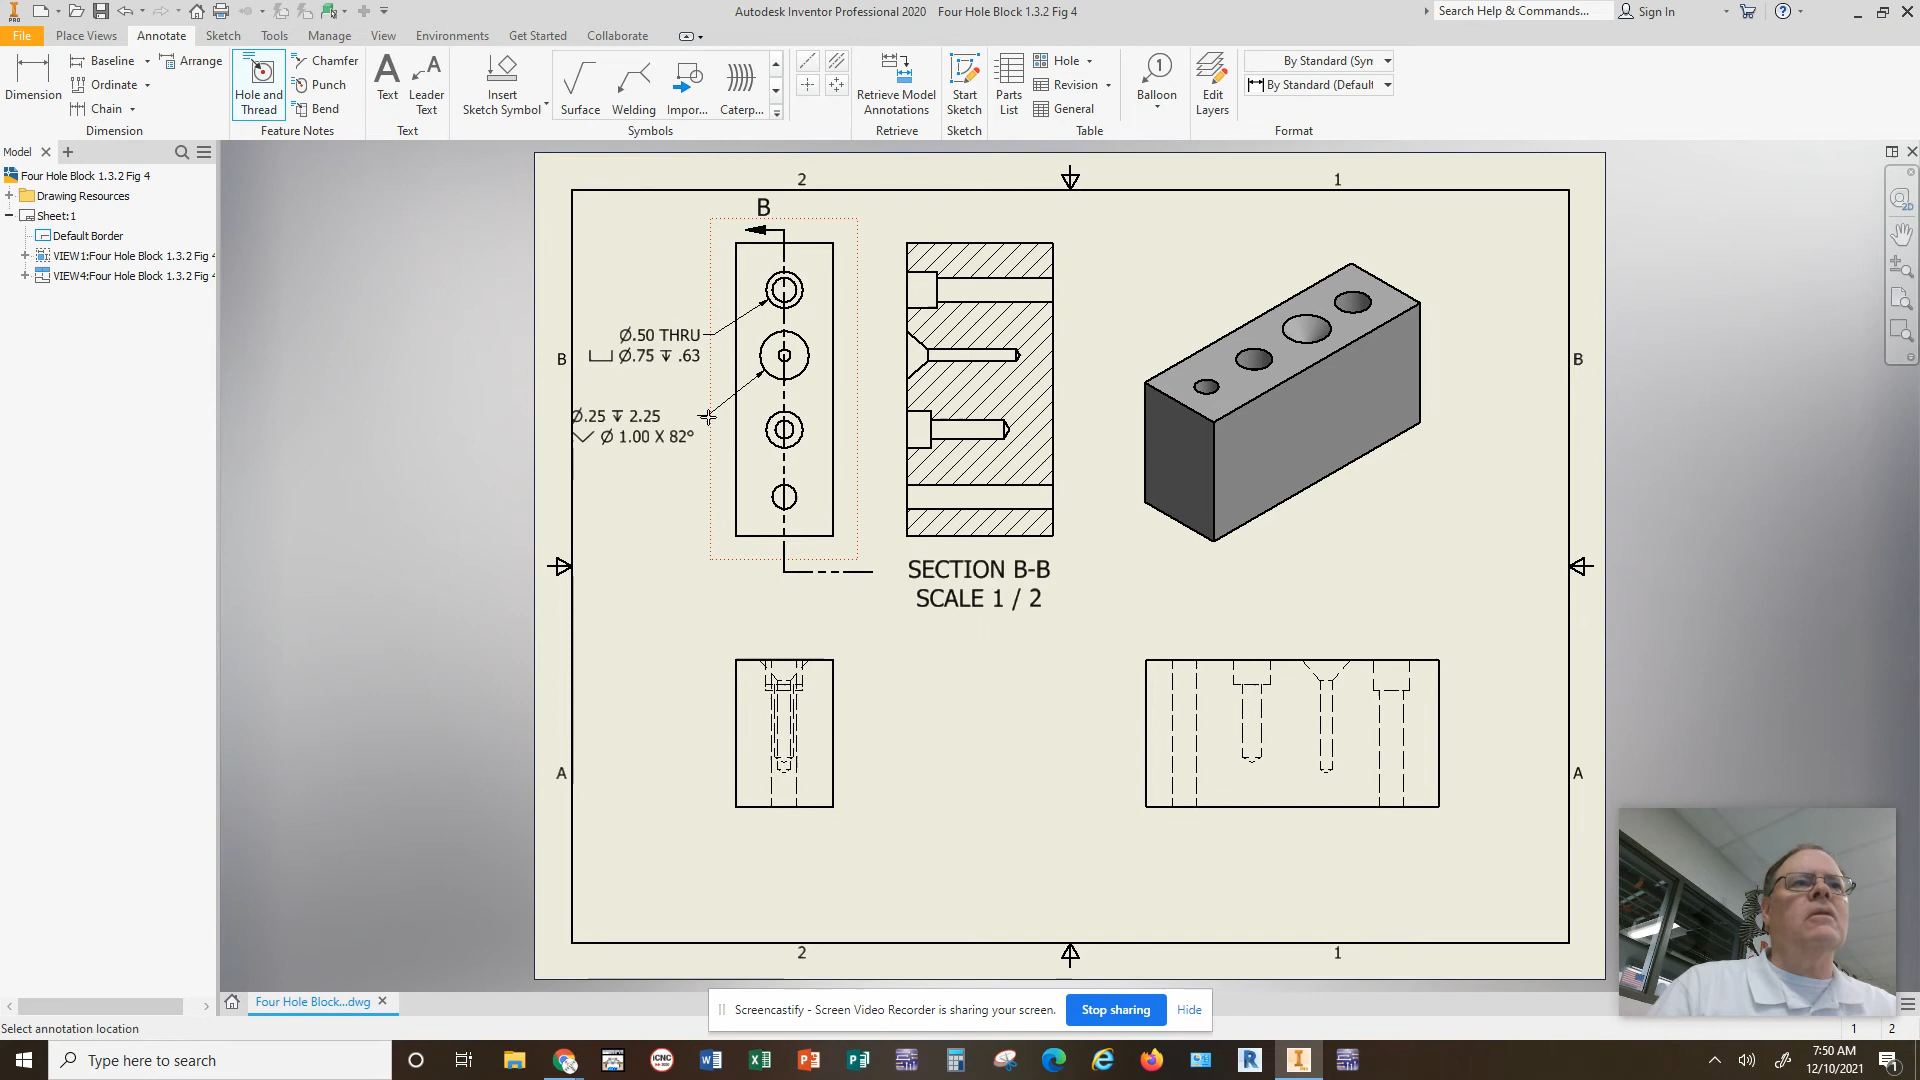 Autodesk Inventor Professional 2020 Four Hole Block 1.3.2 Fig 4
Search Help & Commands...
Sign In
File
Place Views
Annotate
Sketch
Tools
Manage
View
Environments
Get Started
Collaborate
Dimension
Baseline
Ordinate
Chain
Arrange
Dimension
Hole and Thread
Chamfer
Punch
Bend
Feature Notes
Text
Leader Text
Text
Insert Sketch Symbol
Surface
Welding
Impor...
Caterp...
Symbols
Retrieve Model Annotations
Retrieve
Start Sketch
Sketch
Parts List
Hole
Revision
General
Table
Balloon
Edit Layers
By Standard (Syn
By Standard (Default
Format
Model
Four Hole Block 1.3.2 Fig 4
Drawing Resources
Sheet:1
Default Border
VIEW1:Four Hole Block 1.3.2 Fig 4
VIEW4:Four Hole Block 1.3.2 Fig 4
2
1
B
B
B
Ø.50 THRU
⌴ Ø.75 ↧ .63
Ø.25 ↧ 2.25
⌵ Ø 1.00 X 82°
SECTION B-B
SCALE 1 / 2
A
A
2
1
Four Hole Block...dwg
Screencastify - Screen Video Recorder is sharing your screen.
Stop sharing
Hide
Select annotation location
1
2
Type here to search
7:50 AM
12/10/2021